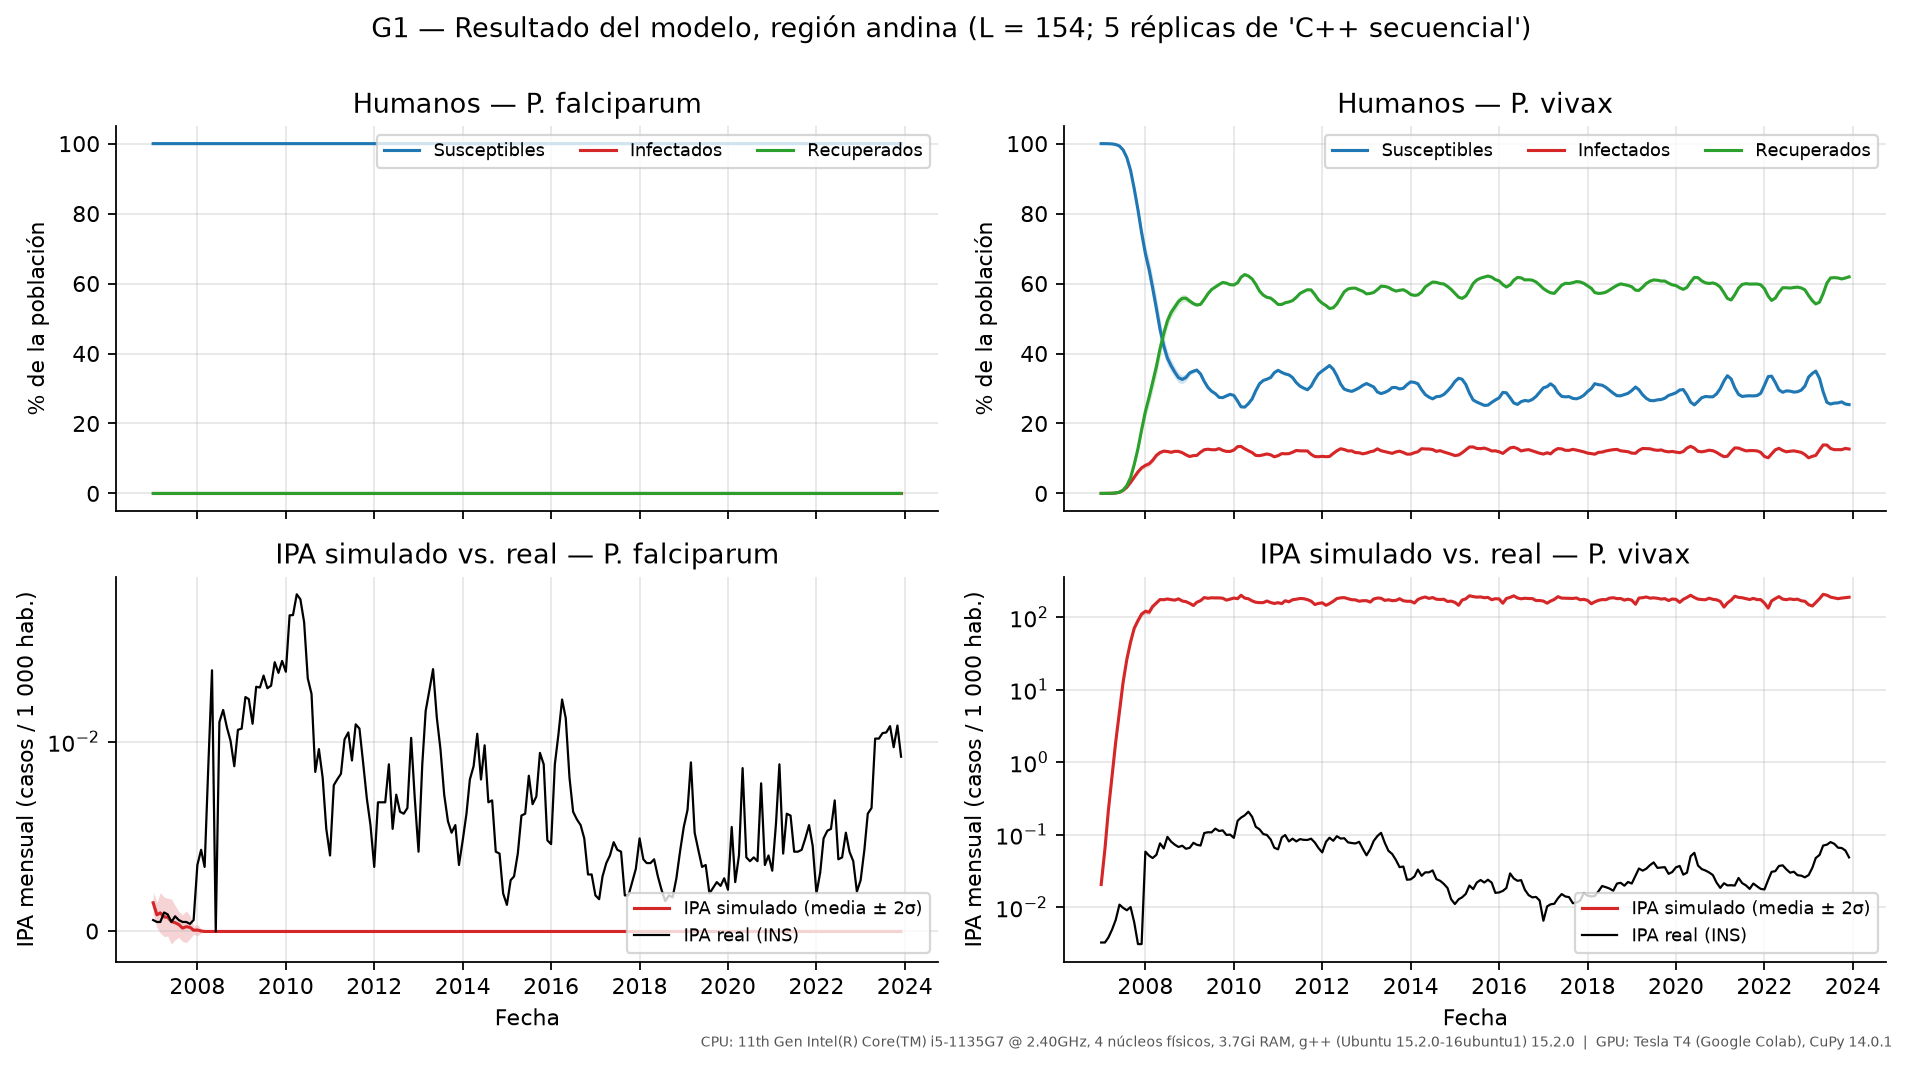 G1 — Resultado del modelo, región andina (L = 154; 5 réplicas de 'C++ secuencial')
Humanos — P. falciparum
% de la población
100
80
60
40
20
0
Susceptibles
Infectados
Recuperados
Humanos — P. vivax
% de la población
100
80
60
40
20
0
Susceptibles
Infectados
Recuperados
IPA simulado vs. real — P. falciparum
IPA mensual (casos / 1 000 hab.)
10⁻²
0
IPA simulado (media ± 2σ)
IPA real (INS)
2008
2010
2012
2014
2016
2018
2020
2022
2024
Fecha
IPA simulado vs. real — P. vivax
IPA mensual (casos / 1 000 hab.)
10²
10¹
10⁰
10⁻¹
10⁻²
IPA simulado (media ± 2σ)
IPA real (INS)
2008
2010
2012
2014
2016
2018
2020
2022
2024
Fecha
CPU: 11th Gen Intel(R) Core(TM) i5-1135G7 @ 2.40GHz, 4 núcleos físicos, 3.7Gi RAM, g++ (Ubuntu 15.2.0-16ubuntu1) 15.2.0 | GPU: Tesla T4 (Google Colab), CuPy 14.0.1